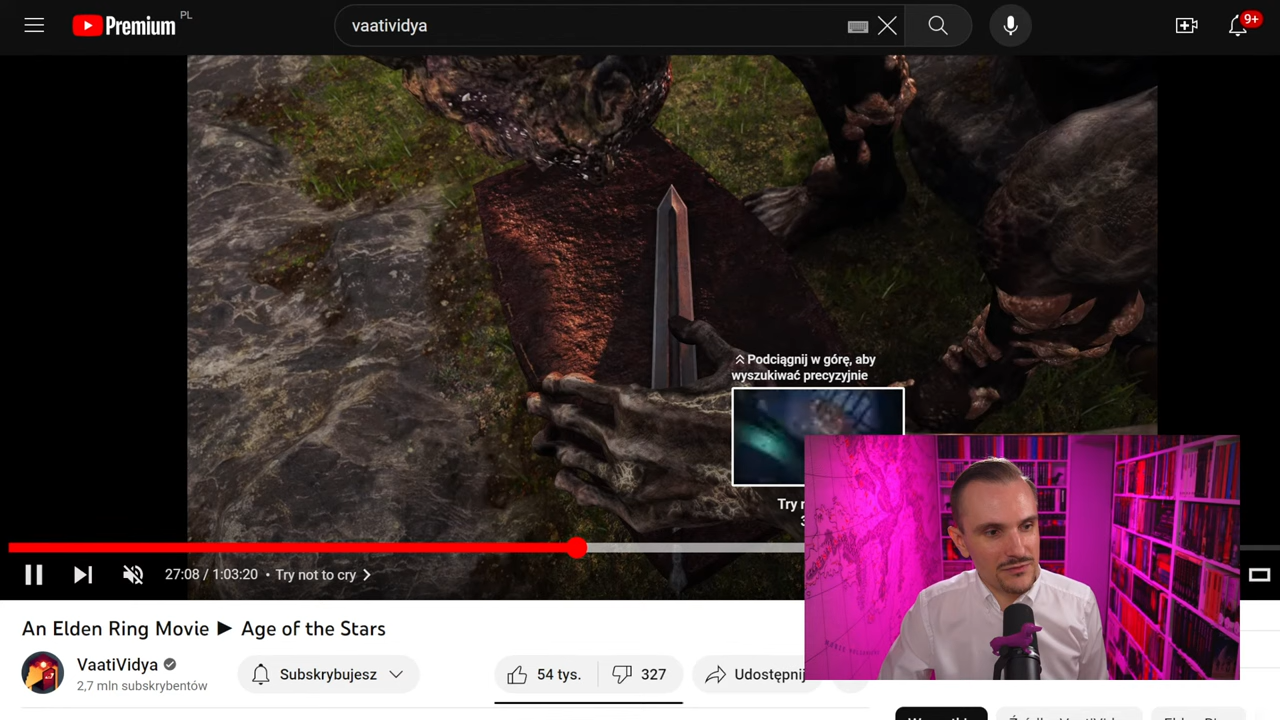 Premium PL
vaatividya
9+
Podciągnij w górę, aby
wyszukiwać precyzyjnie
27:08 / 1:03:20 • Try not to cry
An Elden Ring Movie ► Age of the Stars
VaatiVidya
2,7 mln subskrybentów
Subskrybujesz
54 tys.
327
Udostępnij